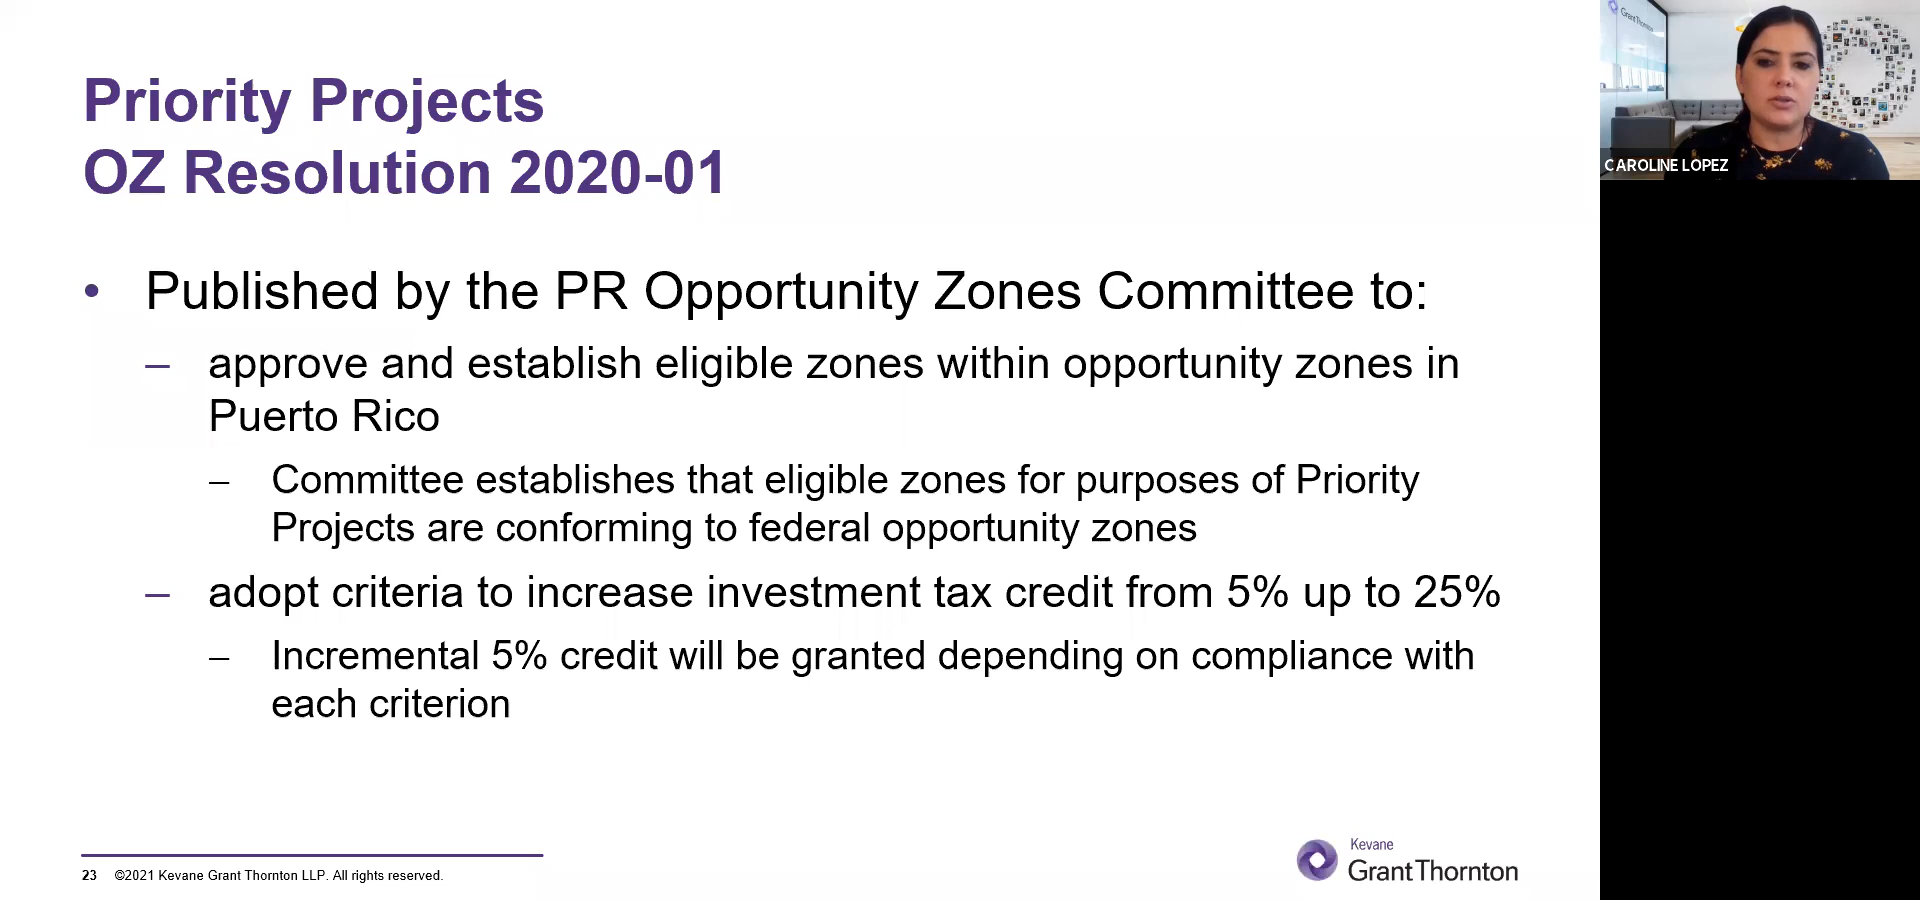 Priority Projects
OZ Resolution 2020-01
• Published by the PR Opportunity Zones Committee to:
– approve and establish eligible zones within opportunity zones in
Puerto Rico
– Committee establishes that eligible zones for purposes of Priority
Projects are conforming to federal opportunity zones
– adopt criteria to increase investment tax credit from 5% up to 25%
– Incremental 5% credit will be granted depending on compliance with
each criterion
23 ©2021 Kevane Grant Thornton LLP. All rights reserved.
Kevane
Grant Thornton
Grant Thornton
CAROLINE LOPEZ